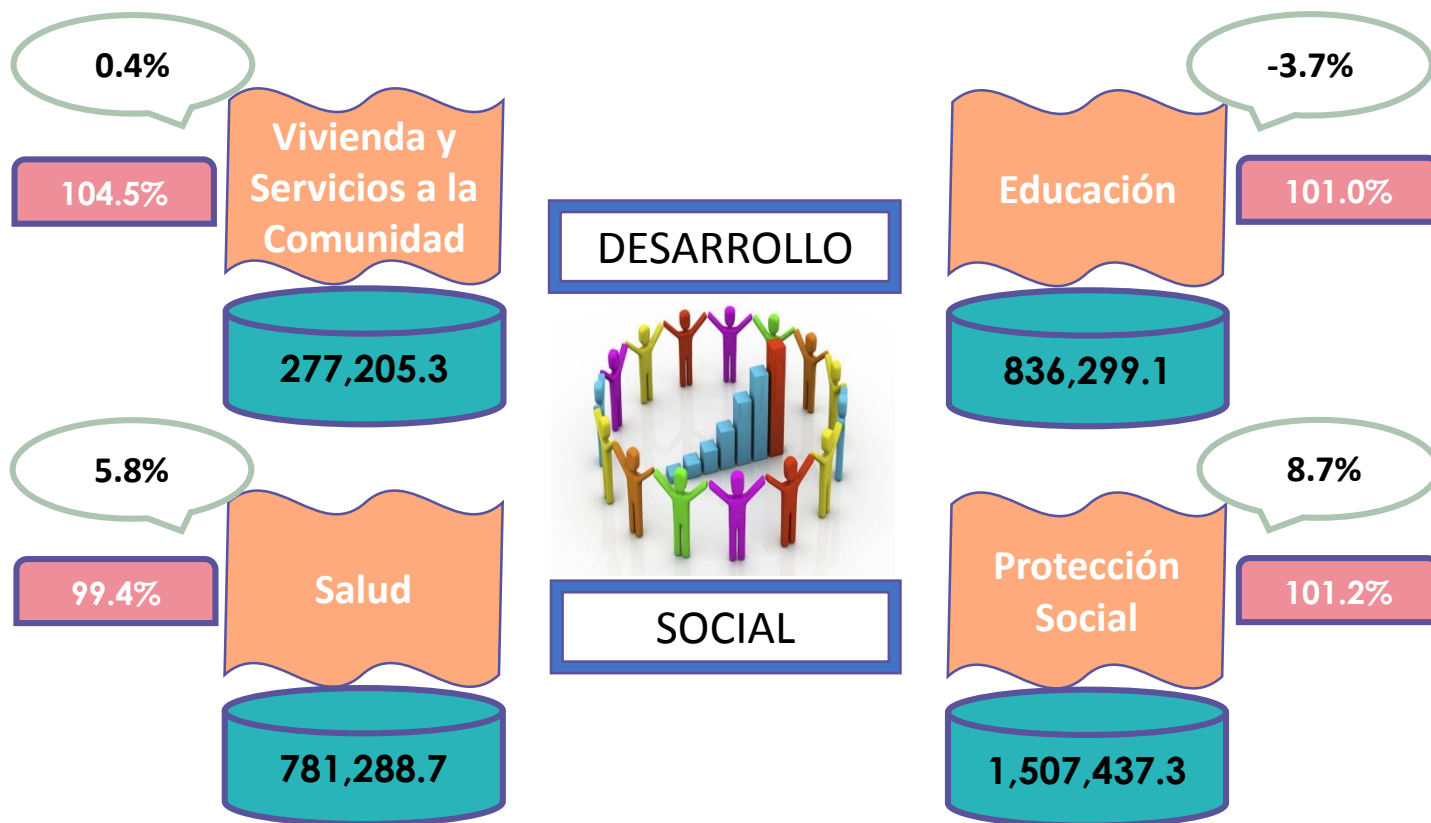 0.4%
104.5%
Vivienda y
Servicios a la
Comunidad
277,205.3
DESARROLLO
-3.7%
Educación
101.0%
836,299.1
5.8%
99.4%
Salud
781,288.7
SOCIAL
8.7%
Protección
Social
101.2%
1,507,437.3